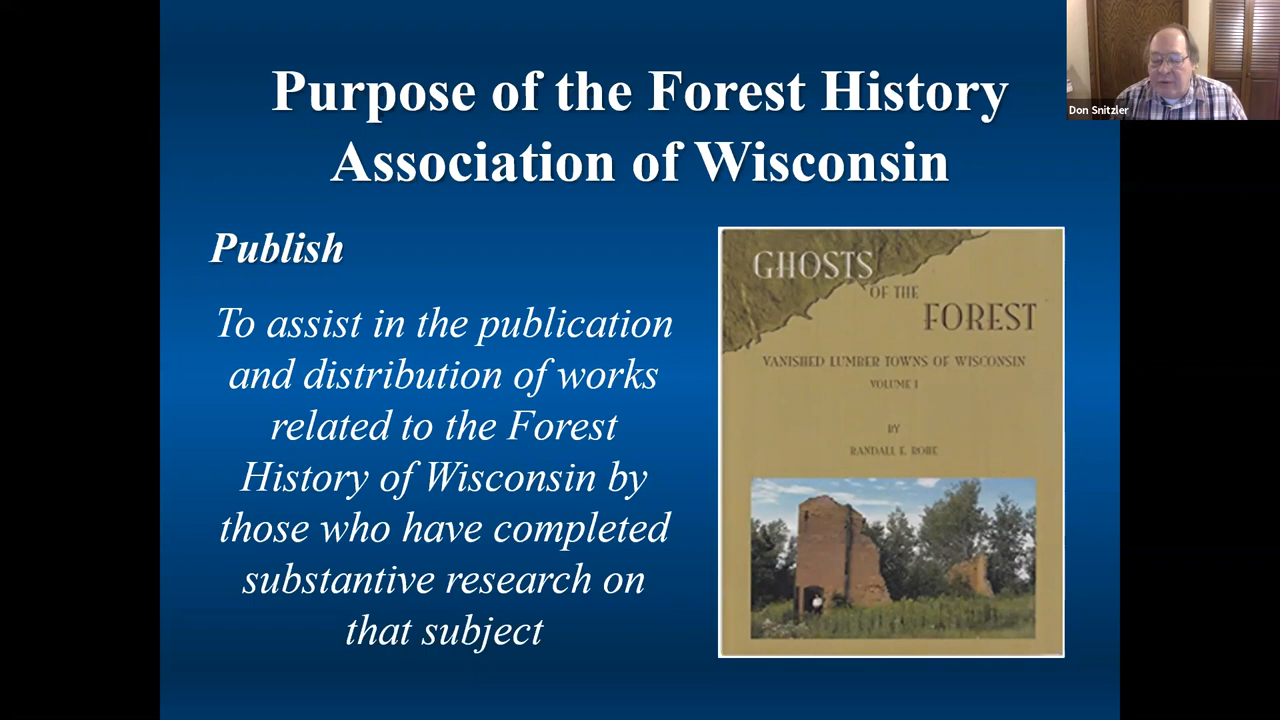 Purpose of the Forest History
Association of Wisconsin
Don Snitzler
Publish
To assist in the publication
and distribution of works
related to the Forest
History of Wisconsin by
those who have completed
substantive research on
that subject
GHOSTS
OF THE
FOREST
VANISHED LUMBER TOWNS OF WISCONSIN
VOLUME I
BY
RANDALL E. ROHE